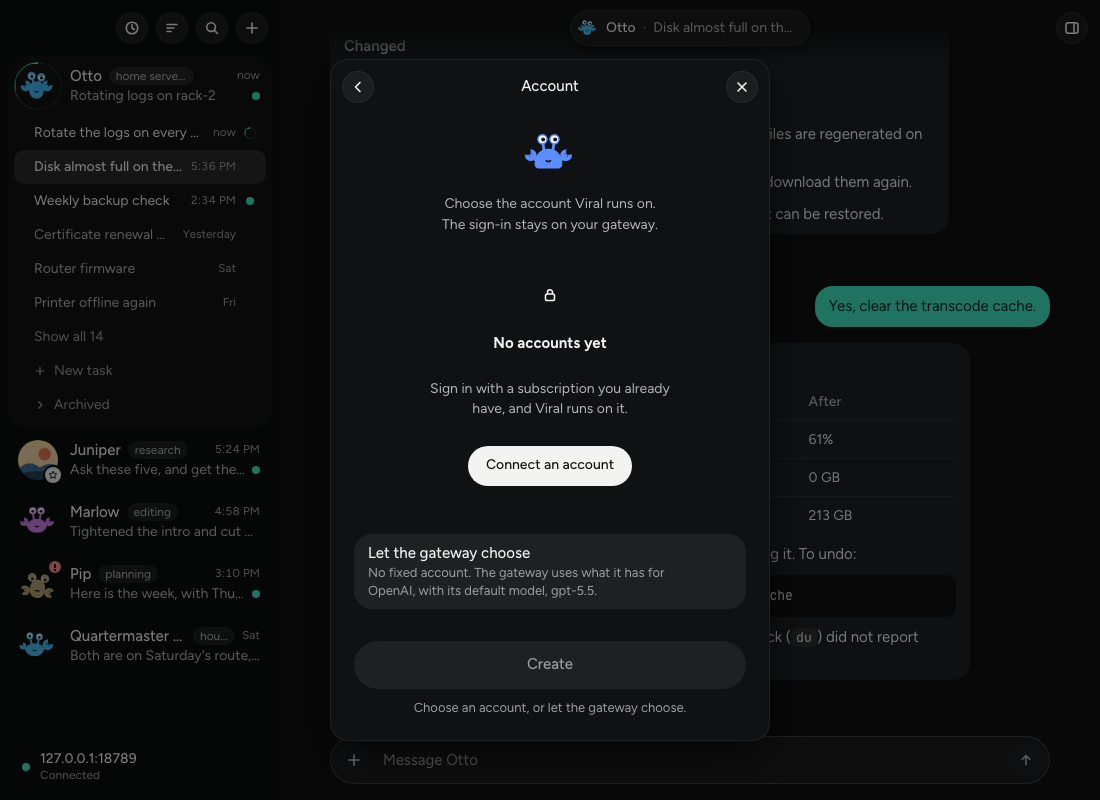 Otto · Disk almost full on th...
Otto home serve... now
Rotating logs on rack-2
Rotate the logs on every ... now
Disk almost full on the... 5:36 PM
Weekly backup check 2:34 PM
Certificate renewal ... Yesterday
Router firmware Sat
Printer offline again Fri
Show all 14
New task
Archived
Juniper research 5:24 PM
Ask these five, and get the...
Marlow editing 4:58 PM
Tightened the intro and cut ...
Pip planning 3:10 PM
Here is the week, with Thu...
Quartermaster ... hou... Sat
Both are on Saturday's route,...
127.0.0.1:18789
Connected
Changed
iles are regenerated on
download them again.
can be restored.
Yes, clear the transcode cache.
After
61%
0 GB
213 GB
g it. To undo:
che
ck (du) did not report
Message Otto
Account
Choose the account Viral runs on.
The sign-in stays on your gateway.
No accounts yet
Sign in with a subscription you already
have, and Viral runs on it.
Connect an account
Let the gateway choose
No fixed account. The gateway uses what it has for
OpenAI, with its default model, gpt-5.5.
Create
Choose an account, or let the gateway choose.